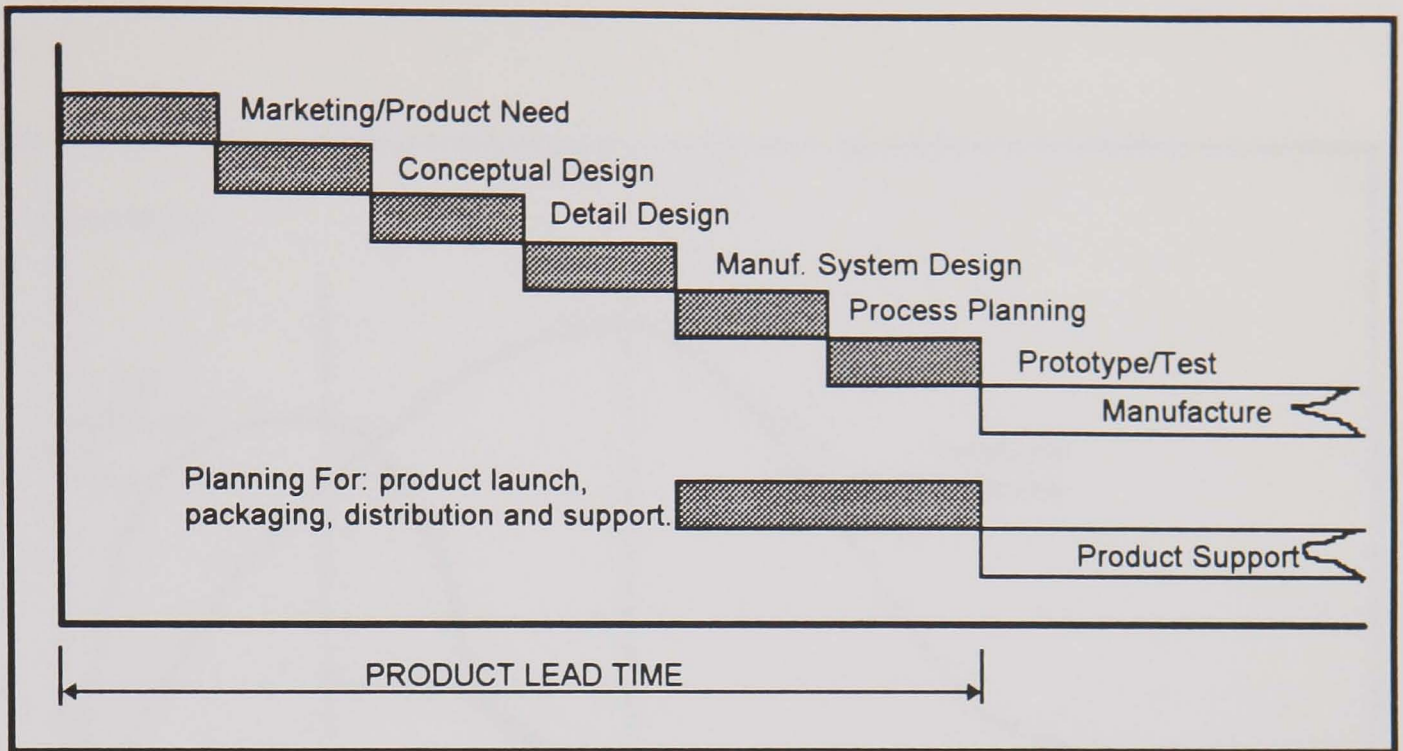 Marketing/Product Need
Conceptual Design
Detail Design
Manuf. System Design
Process Planning
Prototype/Test
Manufacture
Planning For: product launch,
packaging, distribution and support.
Product Support
PRODUCT LEAD TIME